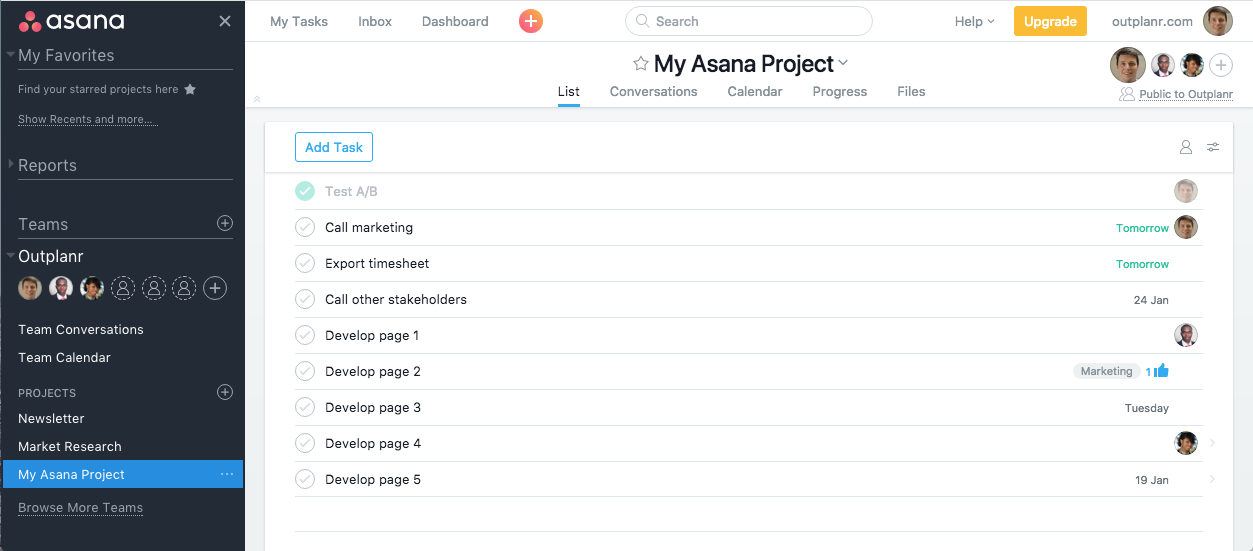 asana
My Favorites
Find your starred projects here
Show Recents and more...
Reports
Teams
Outplanr
Team Conversations
Team Calendar
PROJECTS
Newsletter
Market Research
My Asana Project
Browse More Teams
My Tasks Inbox Dashboard Search Help Upgrade outplanr.com
My Asana Project
List Conversations Calendar Progress Files
Public to Outplanr
Add Task
Test A/B
Call marketing Tomorrow
Export timesheet Tomorrow
Call other stakeholders 24 Jan
Develop page 1
Develop page 2 Marketing 1
Develop page 3 Tuesday
Develop page 4
Develop page 5 19 Jan